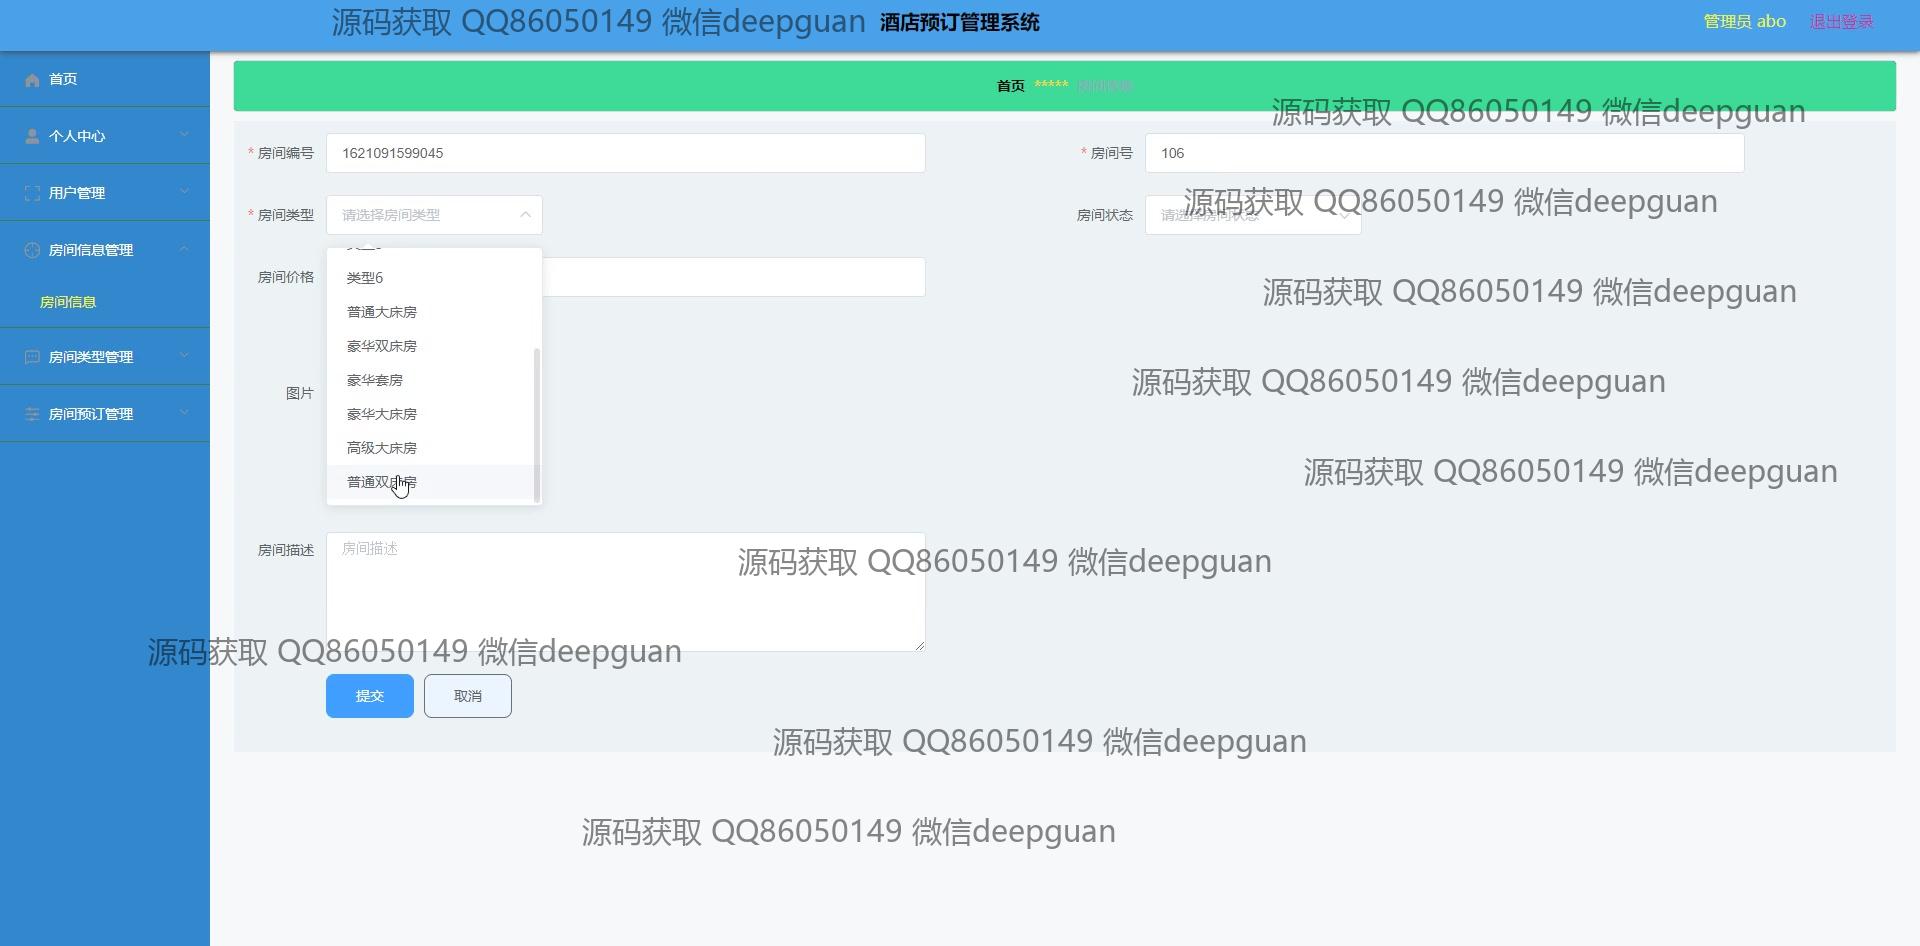 源码获取 QQ86050149 微信deepguan
酒店预订管理系统
管理员 abo
退出登录
首页
个人中心
用户管理
房间信息管理
房间信息
房间类型管理
房间预订管理
首页 ***** 房间信息
源码获取 QQ86050149 微信deepguan
* 房间编号
1621091599045
* 房间号
106
* 房间类型
请选择房间类型
房间状态
请选择房间状态
源码获取 QQ86050149 微信deepguan
房间价格
类型6
普通大床房
豪华双床房
豪华套房
豪华大床房
高级大床房
普通双床房
源码获取 QQ86050149 微信deepguan
图片
源码获取 QQ86050149 微信deepguan
源码获取 QQ86050149 微信deepguan
房间描述
房间描述
源码获取 QQ86050149 微信deepguan
源码获取 QQ86050149 微信deepguan
提交
取消
源码获取 QQ86050149 微信deepguan
源码获取 QQ86050149 微信deepguan